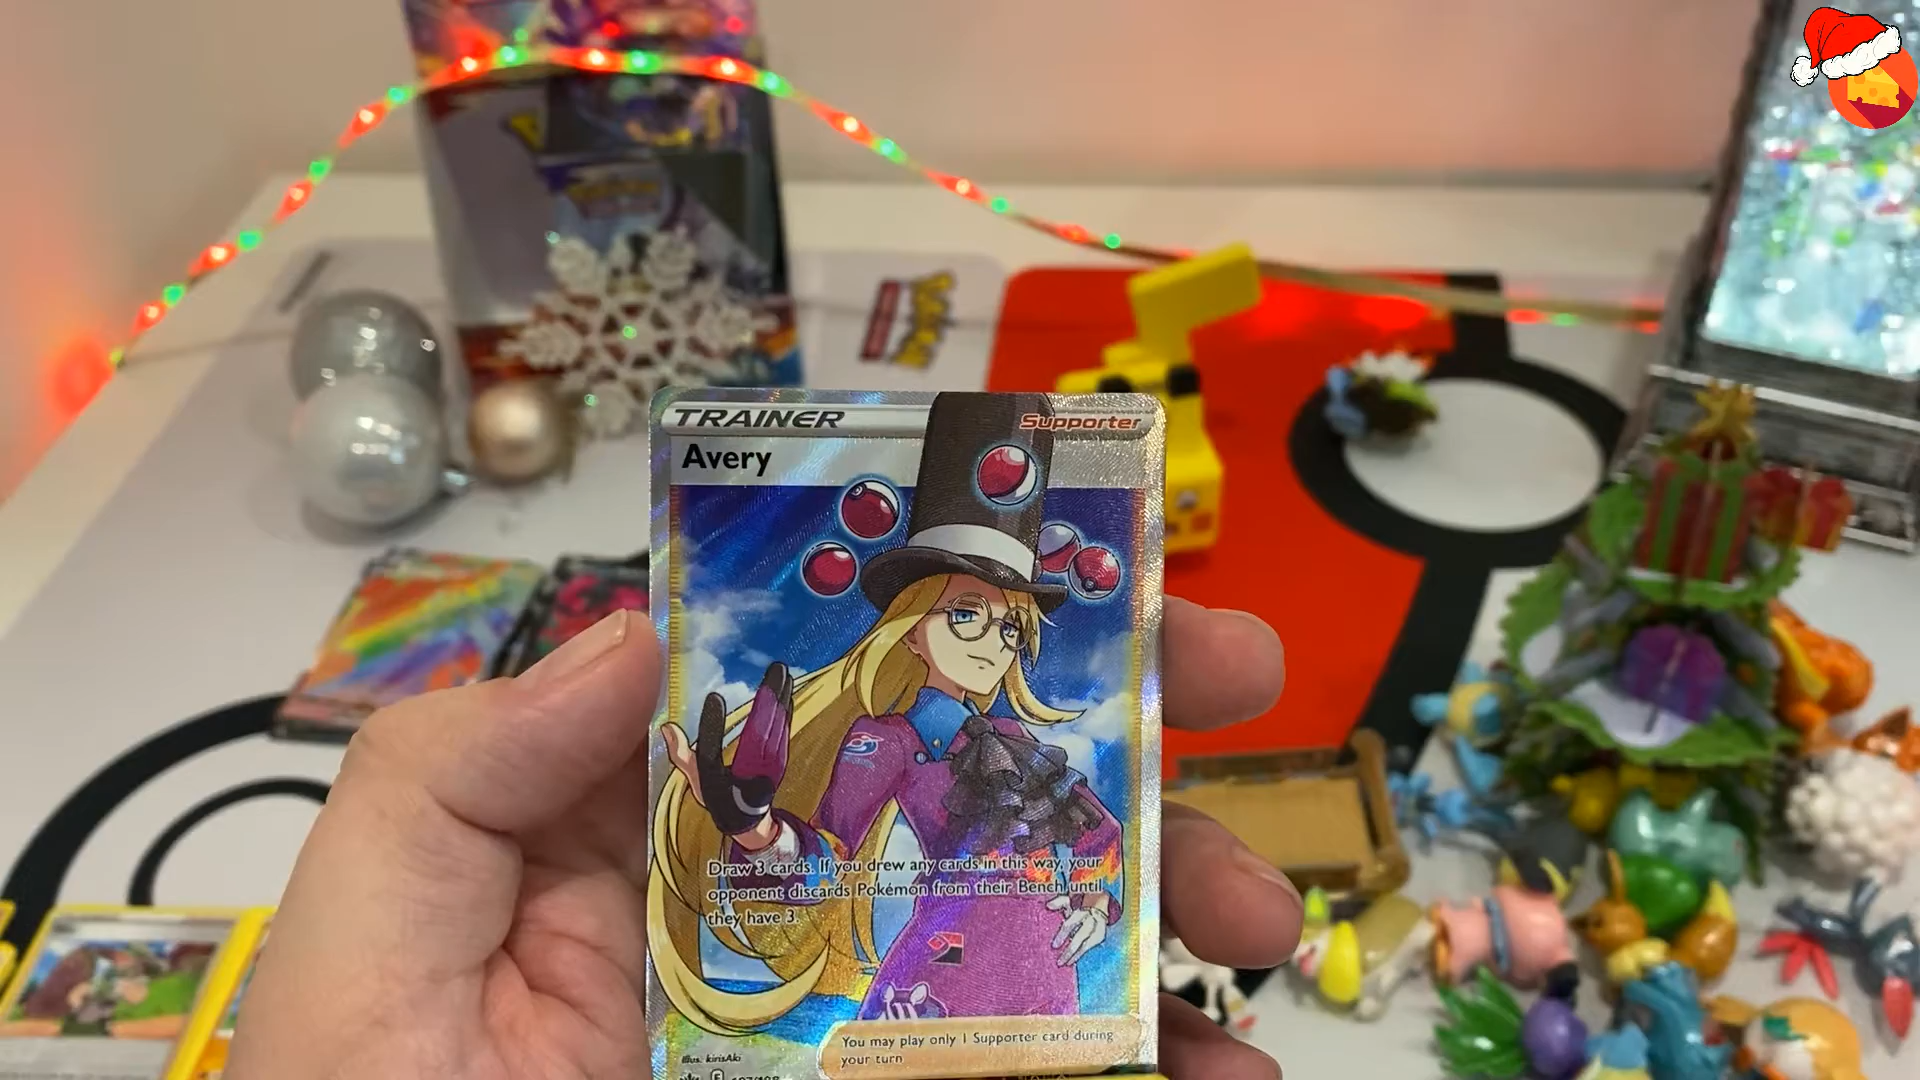 TRAINER
Supporter
Avery
Draw 3 cards. If you drew any cards in this way, your
opponent discards Pokémon from their Bench until
they have 3.
You may play only 1 Supporter card during
your turn
Illus. kirisAki